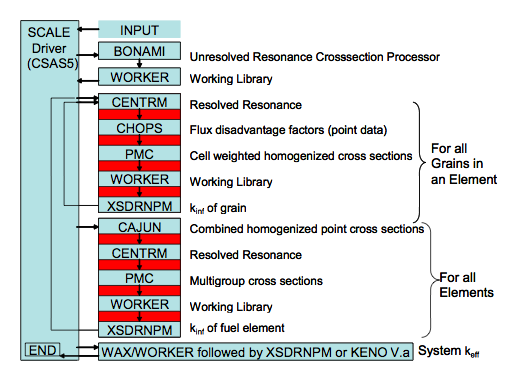 SCALE
Driver
(CSAS5)
INPUT
BONAMI
Unresolved Resonance Crosssection Processor
WORKER
Working Library
CENTRM
Resolved Resonance
CHOPS
Flux disadvantage factors (point data)
PMC
Cell weighted homogenized cross sections
WORKER
Working Library
XSDRNPM
kinf of grain
For all
Grains in
an Element
CAJUN
Combined homogenized point cross sections
CENTRM
Resolved Resonance
PMC
Multigroup cross sections
WORKER
Working Library
XSDRNPM
kinf of fuel element
For all
Elements
END
WAX/WORKER followed by XSDRNPM or KENO V.a
System keff